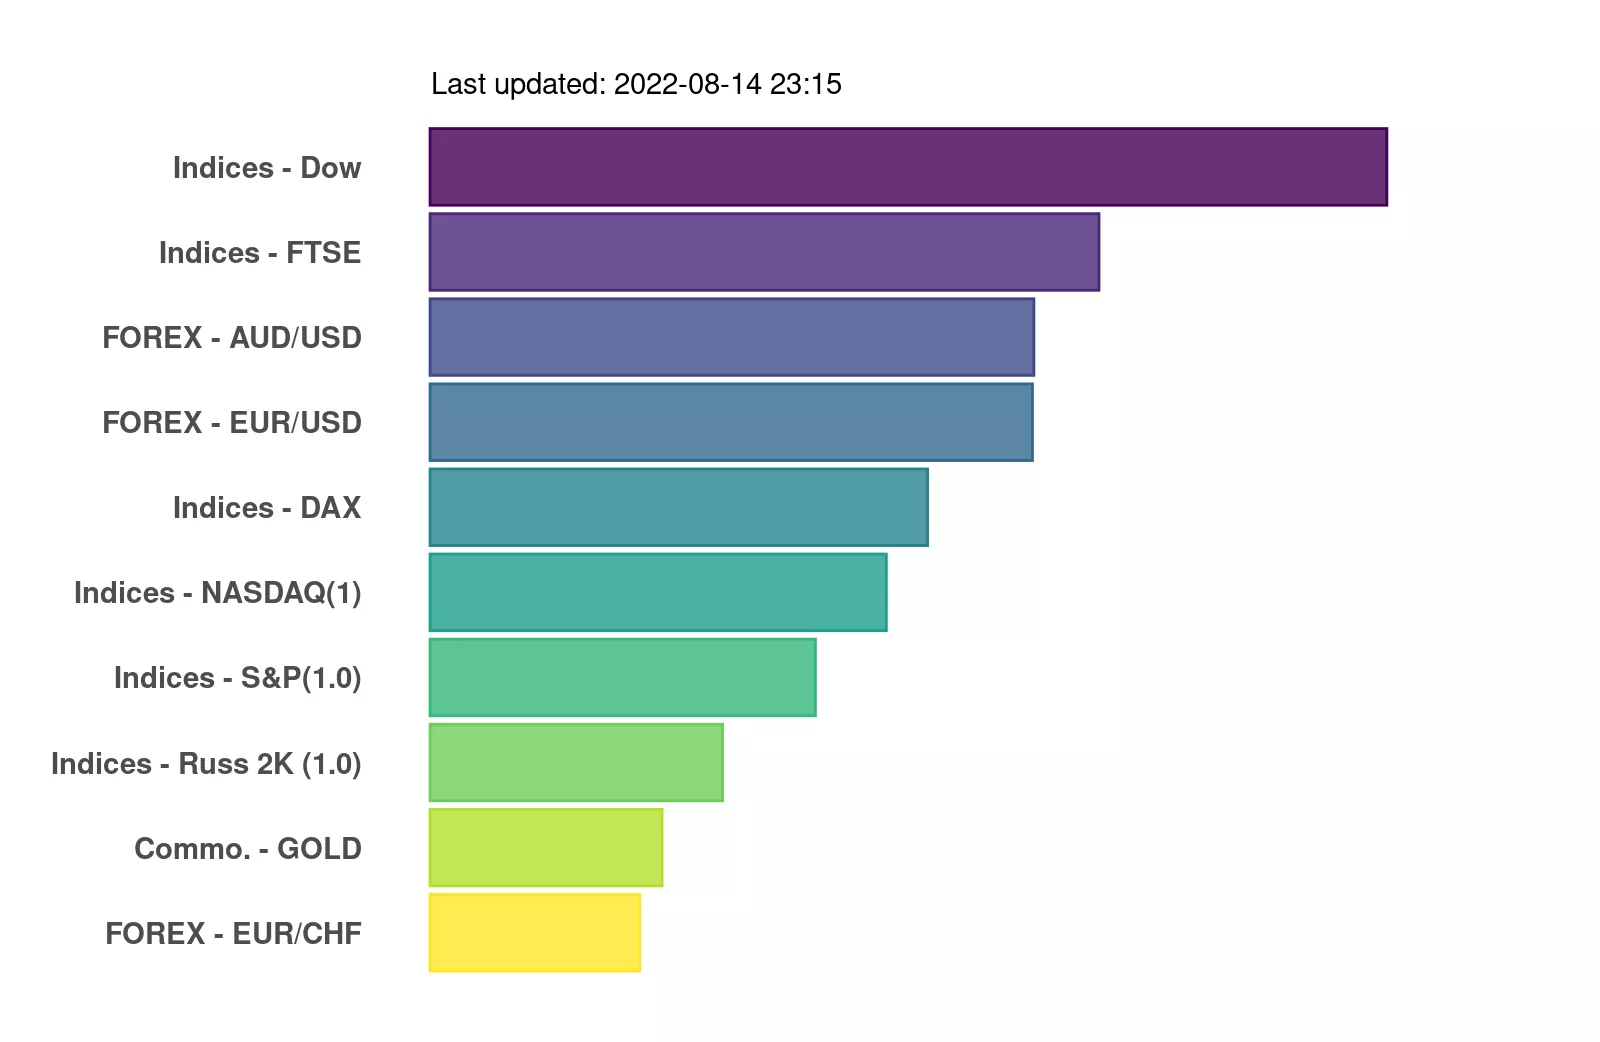 Last updated: 2022-08-14 23:15
Indices - Dow
Indices - FTSE
FOREX - AUD/USD
FOREX - EUR/USD
Indices - DAX
Indices - NASDAQ(1)
Indices - S&P(1.0)
Indices - Russ 2K (1.0)
Commo. - GOLD
FOREX - EUR/CHF